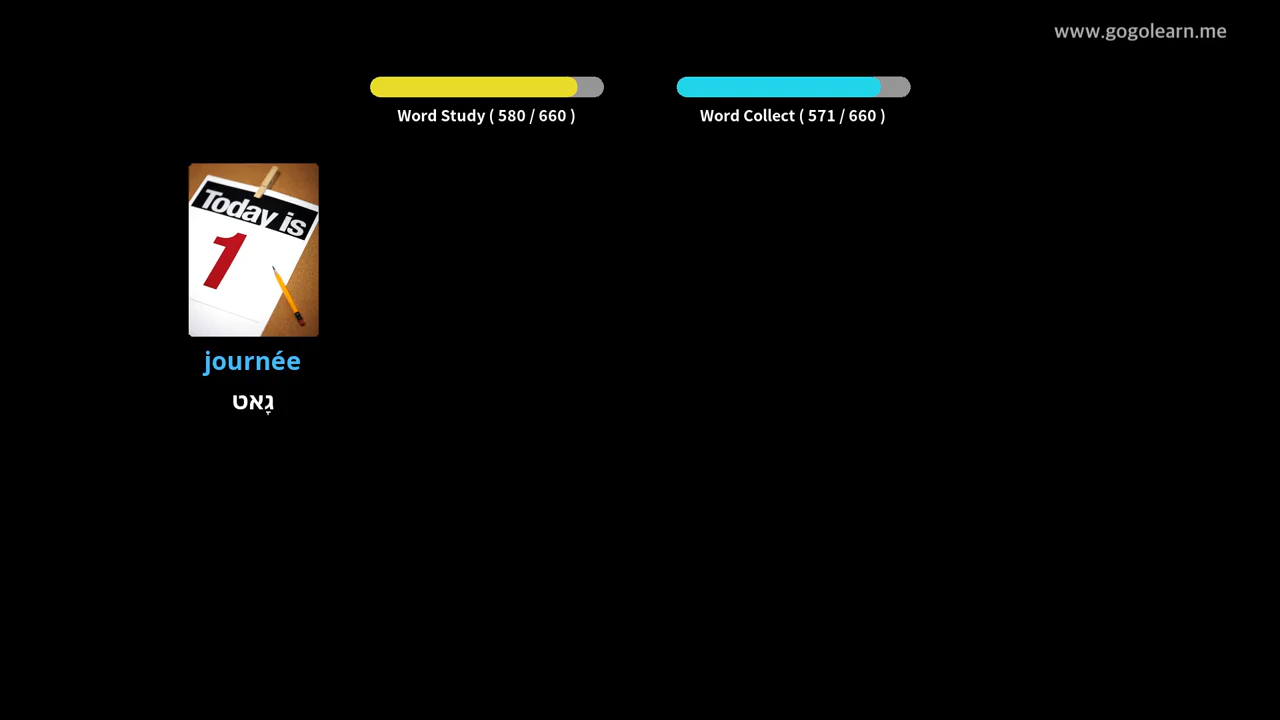 www.gogolearn.me
Word Study ( 580 / 660 )
Word Collect ( 571 / 660 )
Today is
1
journée
גָאט